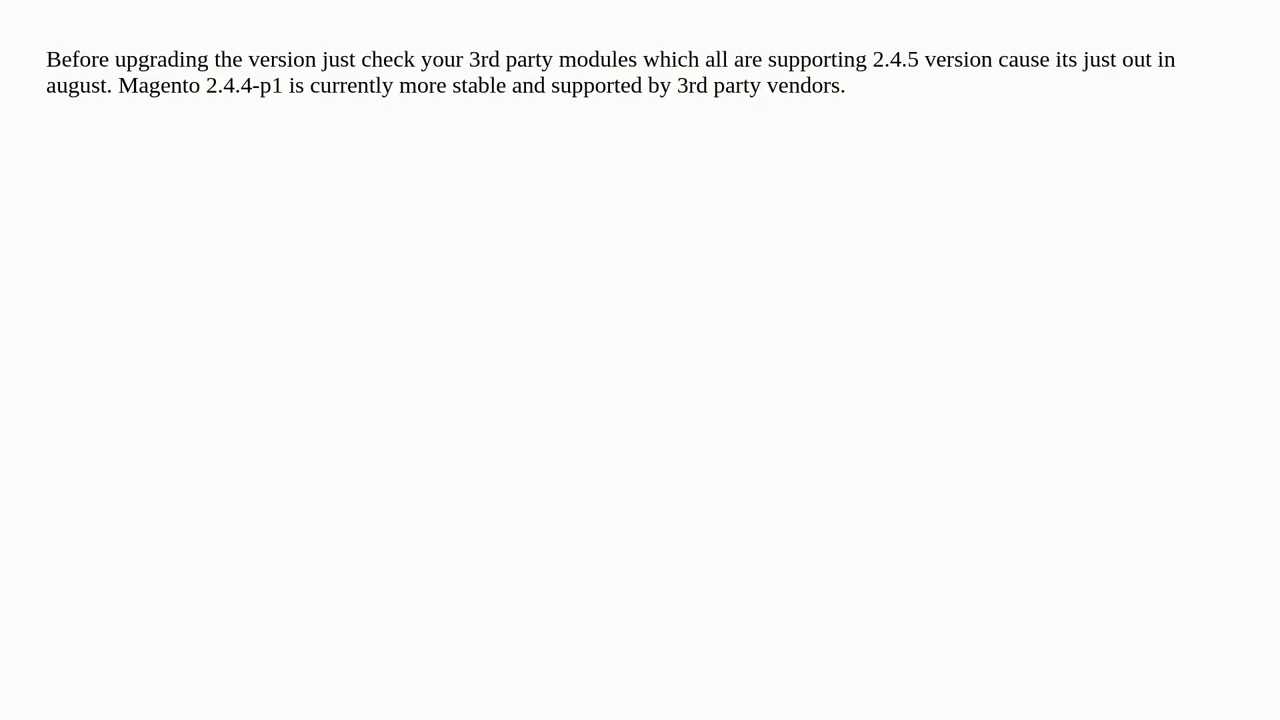 Before upgrading the version just check your 3rd party modules which all are supporting 2.4.5 version cause its just out in
august. Magento 2.4.4-p1 is currently more stable and supported by 3rd party vendors.